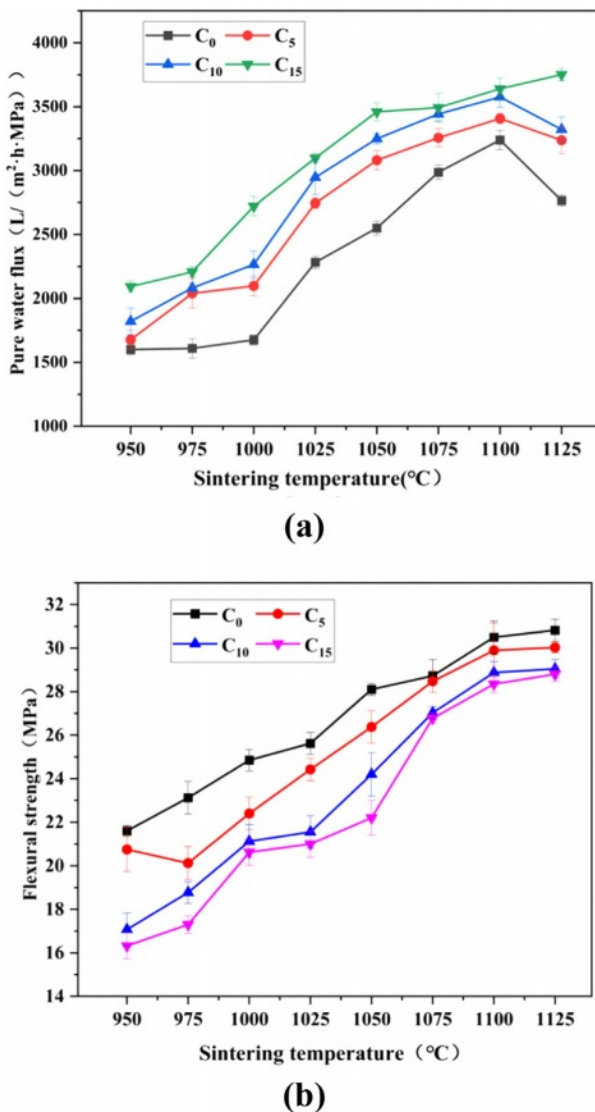 C₀ C₅
C₁₀ C₁₅
4000
3500
3000
2500
2000
1500
1000
Pure water flux（L/（m²·h·MPa））
950 975 1000 1025 1050 1075 1100 1125
Sintering temperature(°C）
(a)
C₀ C₅
C₁₀ C₁₅
32
30
28
26
24
22
20
18
16
14
Flexural strength（MPa）
950 975 1000 1025 1050 1075 1100 1125
Sintering temperature（°C）
(b)